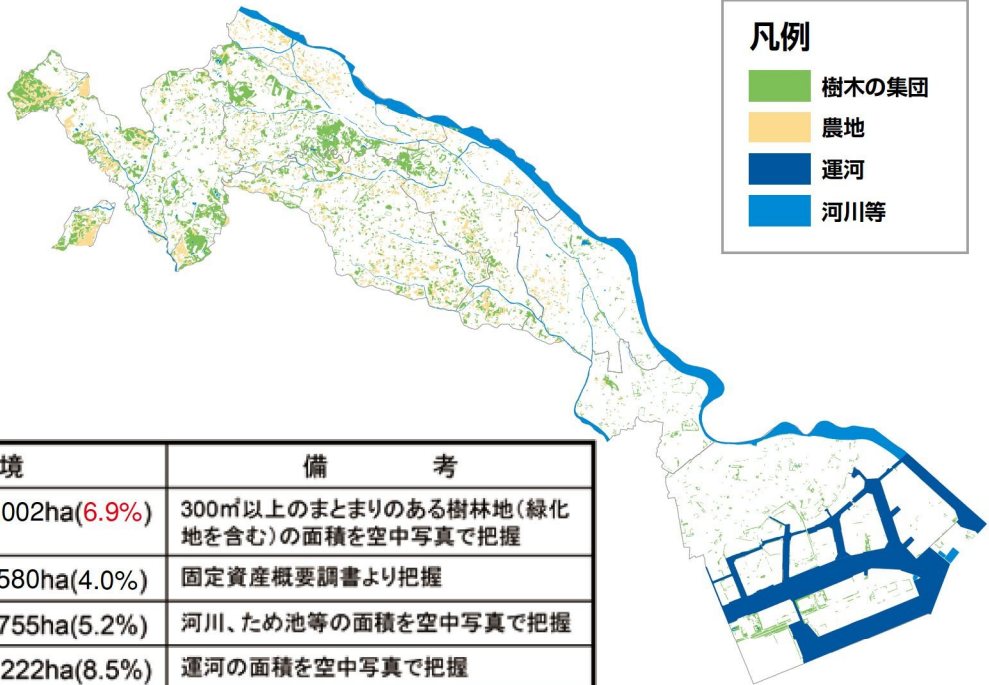 凡例
樹木の集団
農地
運河
河川等
境 備 考
002ha(6.9%) 300㎡以上のまとまりのある樹林地(緑化
地を含む)の面積を空中写真で把握
580ha(4.0%) 固定資産概要調書より把握
755ha(5.2%) 河川、ため池等の面積を空中写真で把握
222ha(8.5%) 運河の面積を空中写真で把握